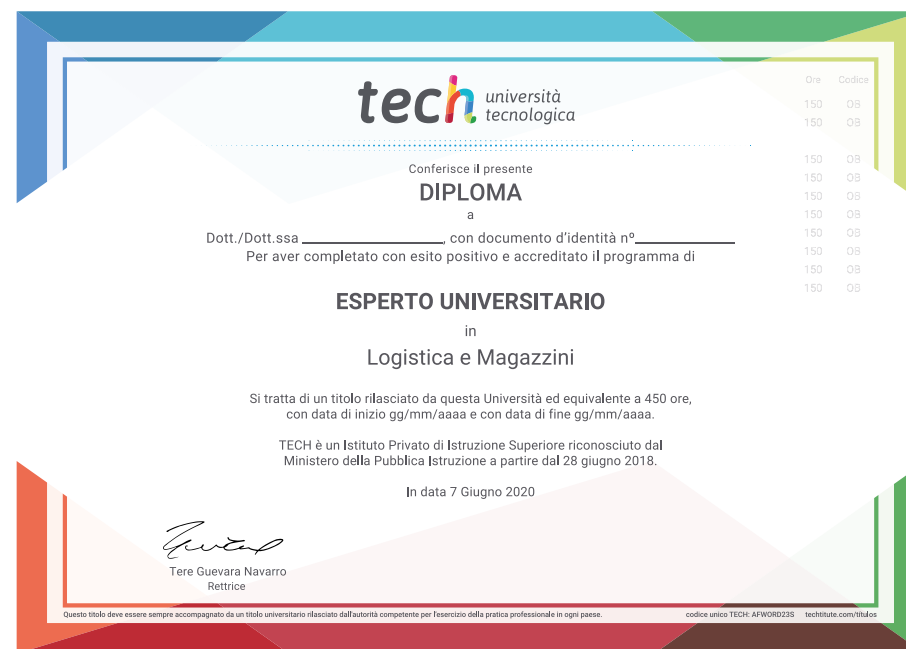 tech università
tecnologica
Conferisce il presente
DIPLOMA
a
Dott./Dott.ssa ____________________, con documento d'identità nº______________
Per aver completato con esito positivo e accreditato il programma di
ESPERTO UNIVERSITARIO
in
Logistica e Magazzini
Si tratta di un titolo rilasciato da questa Università ed equivalente a 450 ore,
con data di inizio gg/mm/aaaa e con data di fine gg/mm/aaaa.
TECH è un Istituto Privato di Istruzione Superiore riconosciuto dal
Ministero della Pubblica Istruzione a partire dal 28 giugno 2018.
In data 7 Giugno 2020
Tere Guevara Navarro
Rettrice
Questo titolo deve essere sempre accompagnato da un titolo universitario rilasciato dall'autorità competente per l'esercizio della pratica professionale in ogni paese. codice unico TECH: AFWORD23S techtitute.com/titulos
Ore Codice
150 OB
150 OB
150 OB
150 OB
150 OB
150 OB
150 OB
150 OB
150 OB
150 OB